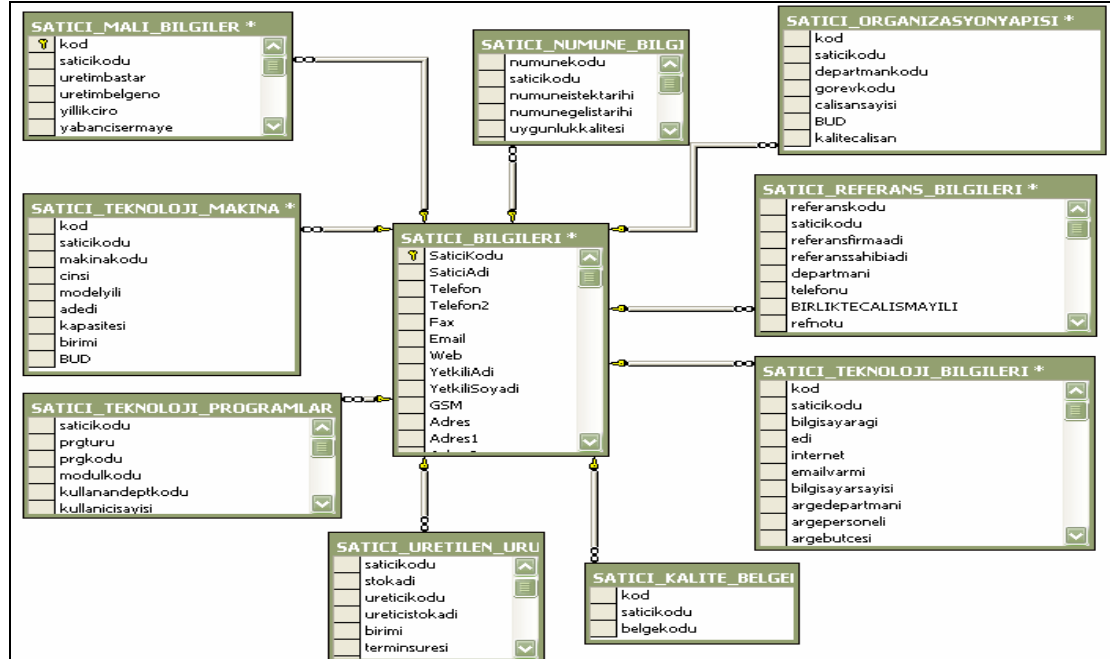 SATICI_MALI_BILGILER *
kod
saticikodu
uretimbastar
uretimbelgeno
yillikciro
yabancisermaye
SATICI_NUMUNE_BILGI
numunekodu
saticikodu
numuneistektarihi
numunegelistarihi
uygunlukkalitesi
SATICI_ORGANIZASYONYAPISI *
kod
saticikodu
departmankodu
gorevkodu
calisansayisi
BUD
kalitecalisan
SATICI_TEKNOLOJI_MAKINA *
kod
saticikodu
makinakodu
cinsi
modelyili
adedi
kapasitesi
birimi
BUD
SATICI_BILGILERI *
SaticiKodu
SaticiAdi
Telefon
Telefon2
Fax
Email
Web
YetkiliAdi
YetkiliSoyadi
GSM
Adres
Adres1
SATICI_REFERANS_BILGILERI *
referanskodu
saticikodu
referansfirmaadi
referanssahibiadi
departmani
telefonu
BIRLIKTECALISMAYILI
refnotu
SATICI_TEKNOLOJI_PROGRAMLAR
saticikodu
prgturu
prgkodu
modulkodu
kullanandeptkodu
kullanicisayisi
SATICI_TEKNOLOJI_BILGILERI *
kod
saticikodu
bilgisayaragi
edi
internet
emailvarmi
bilgisayarsayisi
argedepartmani
argepersoneli
argebutcesi
SATICI_URETILEN_URU
saticikodu
stokadi
ureticikodu
ureticistokadi
birimi
terminsuresi
SATICI_KALITE_BELGEI
kod
saticikodu
belgekodu